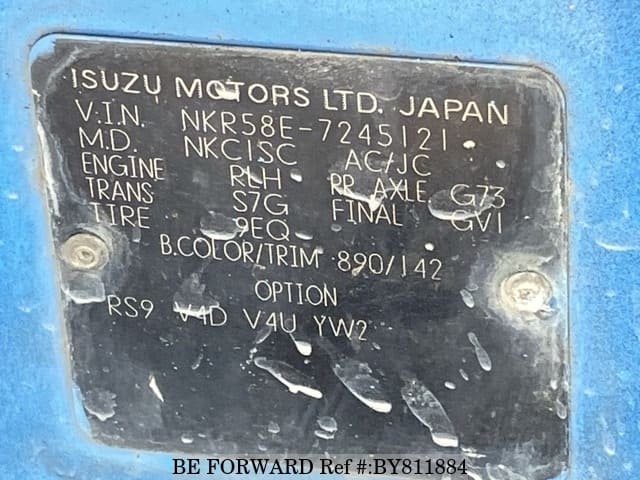 ISUZU MOTORS LTD. JAPAN
V.I.N. NKR58E-7245121
M.D. NKC1SC AC/JC
ENGINE RLH RR AXLE G73
TRANS S7G FINAL GV1
TIRE 9EQ
B.COLOR/TRIM 890/142
OPTION
RS9 V4D V4U YW2
BE FORWARD Ref #:BY811884